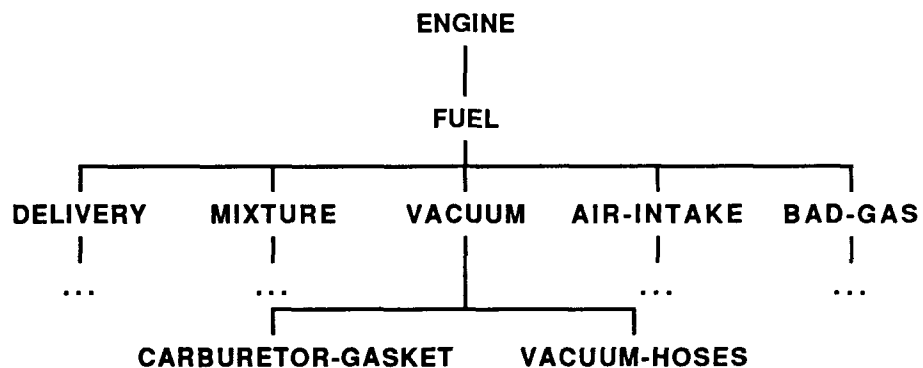 ENGINE
FUEL
DELIVERY MIXTURE VACUUM AIR-INTAKE BAD-GAS
... ... ... ...
CARBURETOR-GASKET VACUUM-HOSES